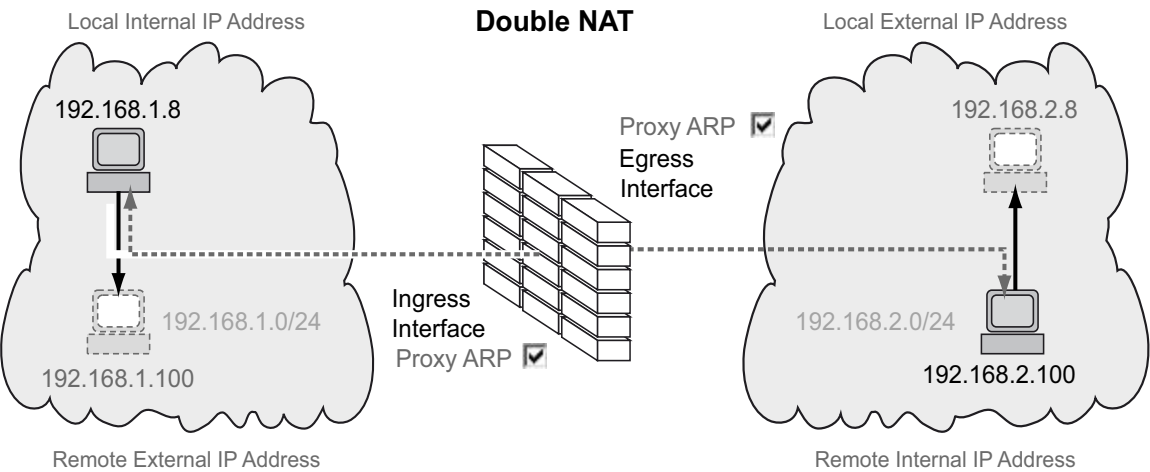 Local Internal IP Address
Double NAT
Local External IP Address
192.168.1.8
192.168.2.8
Proxy ARP
Egress
Interface
Ingress
Interface
Proxy ARP
192.168.1.0/24
192.168.2.0/24
192.168.1.100
192.168.2.100
Remote External IP Address
Remote Internal IP Address